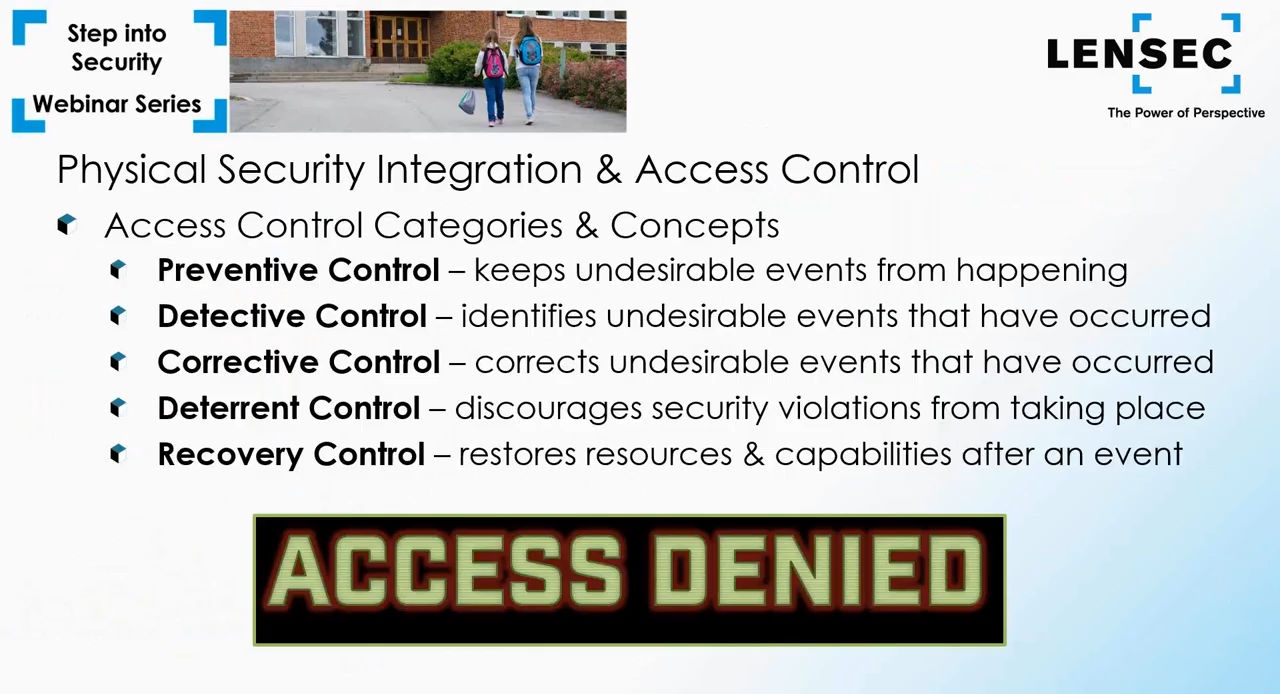 Step into
Security
Webinar Series
LENSEC
The Power of Perspective
Physical Security Integration & Access Control
Access Control Categories & Concepts
Preventive Control – keeps undesirable events from happening
Detective Control – identifies undesirable events that have occurred
Corrective Control – corrects undesirable events that have occurred
Deterrent Control – discourages security violations from taking place
Recovery Control – restores resources & capabilities after an event
ACCESS DENIED